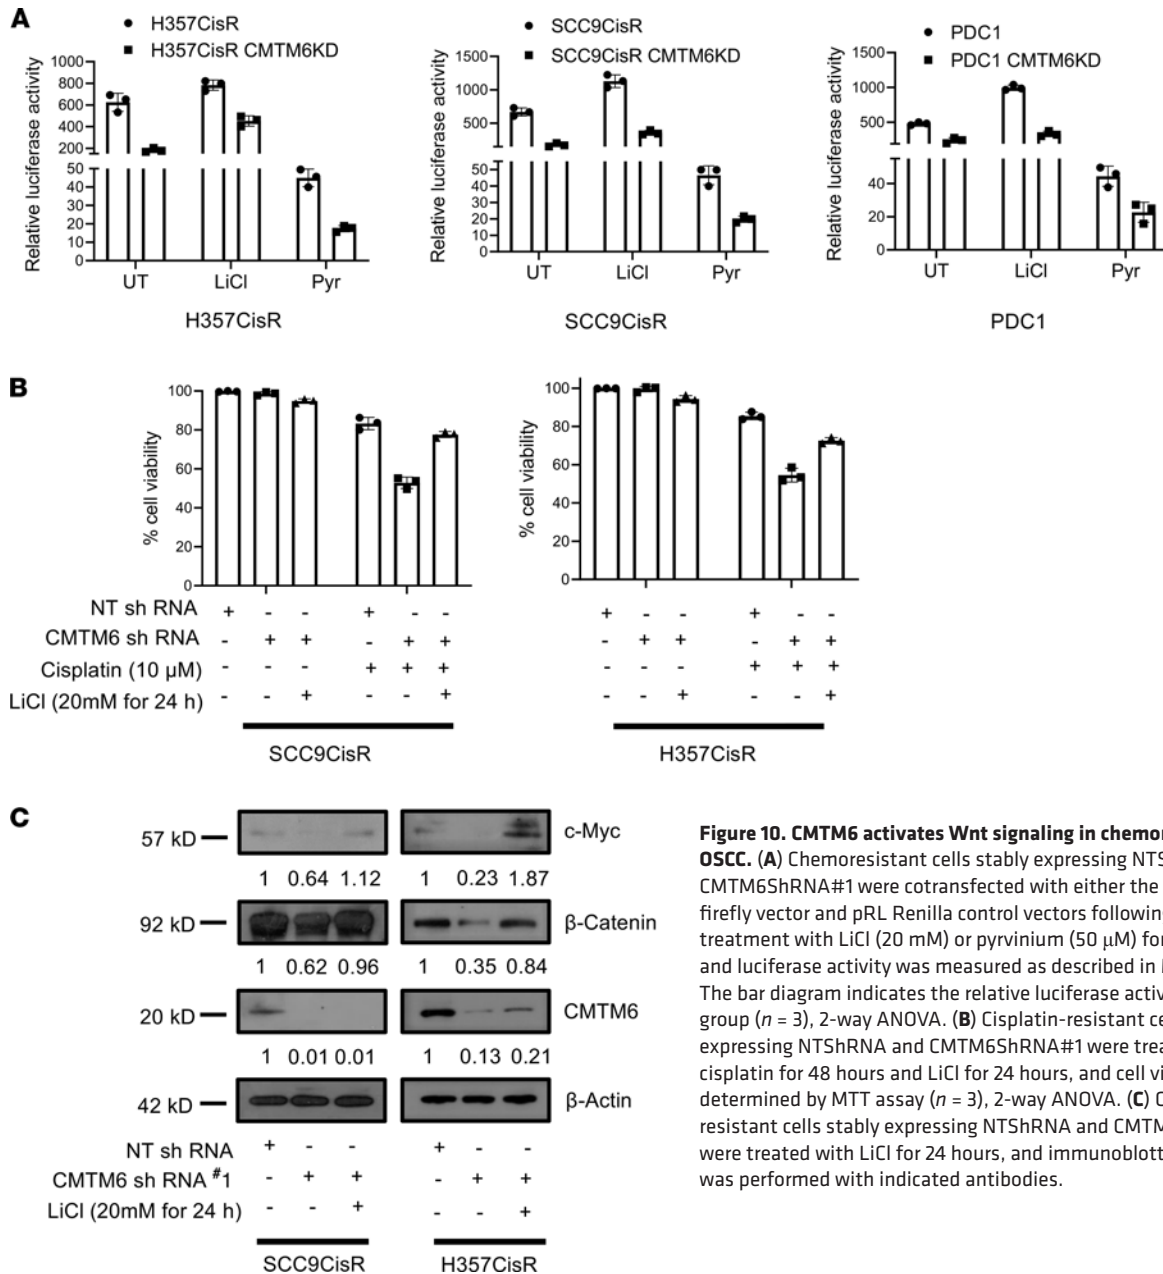 A
H357CisR
H357CisR CMTM6KD
Relative luciferase activity
1000
800
600
400
200
50
40
30
20
10
0
UT LiCl Pyr
H357CisR
SCC9CisR
SCC9CisR CMTM6KD
Relative luciferase activity
1500
1000
500
50
40
30
20
10
0
UT LiCl Pyr
SCC9CisR
PDC1
PDC1 CMTM6KD
Relative luciferase activity
1500
1000
500
40
20
0
UT LiCl Pyr
PDC1
B
% cell viability
100
80
60
40
20
0
% cell viability
100
80
60
40
20
0
NT sh RNA + - - + - - + - - + - -
CMTM6 sh RNA - + + - + + - + + - + +
Cisplatin (10 µM) - - - + + + - - - + + +
LiCl (20mM for 24 h) - - + - - + - - + - - +
SCC9CisR H357CisR
C
57 kD c-Myc
1 0.64 1.12 1 0.23 1.87
92 kD β-Catenin
1 0.62 0.96 1 0.35 0.84
20 kD CMTM6
1 0.01 0.01 1 0.13 0.21
42 kD β-Actin
NT sh RNA + - - + - -
CMTM6 sh RNA #1 - + + - + +
LiCl (20mM for 24 h) - - + - - +
SCC9CisR H357CisR
Figure 10. CMTM6 activates Wnt signaling in chemor
OSCC. (A) Chemoresistant cells stably expressing NTS
CMTM6ShRNA#1 were cotransfected with either the
firefly vector and pRL Renilla control vectors following
treatment with LiCl (20 mM) or pyrvinium (50 µM) for
and luciferase activity was measured as described in
The bar diagram indicates the relative luciferase activ
group (n = 3), 2-way ANOVA. (B) Cisplatin-resistant ce
expressing NTShRNA and CMTM6ShRNA#1 were trea
cisplatin for 48 hours and LiCl for 24 hours, and cell vi
determined by MTT assay (n = 3), 2-way ANOVA. (C) C
resistant cells stably expressing NTShRNA and CMTM
were treated with LiCl for 24 hours, and immunoblott
was performed with indicated antibodies.